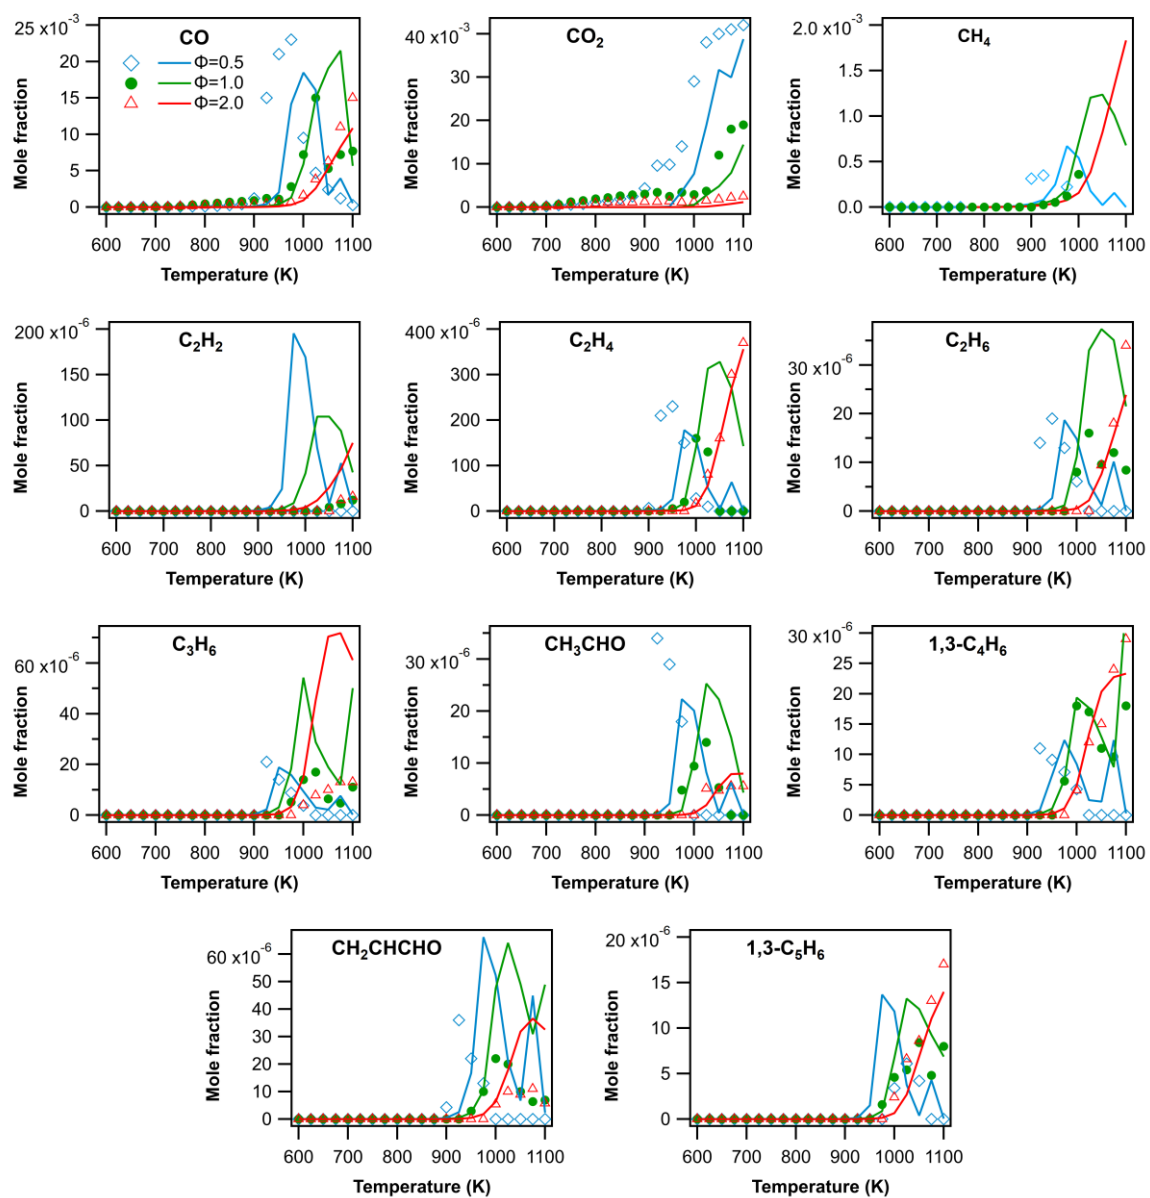 CO
Φ=0.5
Φ=1.0
Φ=2.0
25 x10⁻³
20
15
10
5
0
Mole fraction
600 700 800 900 1000 1100
Temperature (K)
CO₂
40 x10⁻³
30
20
10
0
Mole fraction
600 700 800 900 1000 1100
Temperature (K)
CH₄
2.0 x10⁻³
1.5
1.0
0.5
0.0
Mole fraction
600 700 800 900 1000 1100
Temperature (K)
C₂H₂
200 x10⁻⁶
150
100
50
0
Mole fraction
600 700 800 900 1000 1100
Temperature (K)
C₂H₄
400 x10⁻⁶
300
200
100
0
Mole fraction
600 700 800 900 1000 1100
Temperature (K)
C₂H₆
30 x10⁻⁶
20
10
0
Mole fraction
600 700 800 900 1000 1100
Temperature (K)
C₃H₆
60 x10⁻⁶
40
20
0
Mole fraction
600 700 800 900 1000 1100
Temperature (K)
CH₃CHO
30 x10⁻⁶
20
10
0
Mole fraction
600 700 800 900 1000 1100
Temperature (K)
1,3-C₄H₆
30 x10⁻⁶
25
20
15
10
5
0
Mole fraction
600 700 800 900 1000 1100
Temperature (K)
CH₂CHCHO
60 x10⁻⁶
50
40
30
20
10
0
Mole fraction
600 700 800 900 1000 1100
Temperature (K)
1,3-C₅H₆
20 x10⁻⁶
15
10
5
0
Mole fraction
600 700 800 900 1000 1100
Temperature (K)